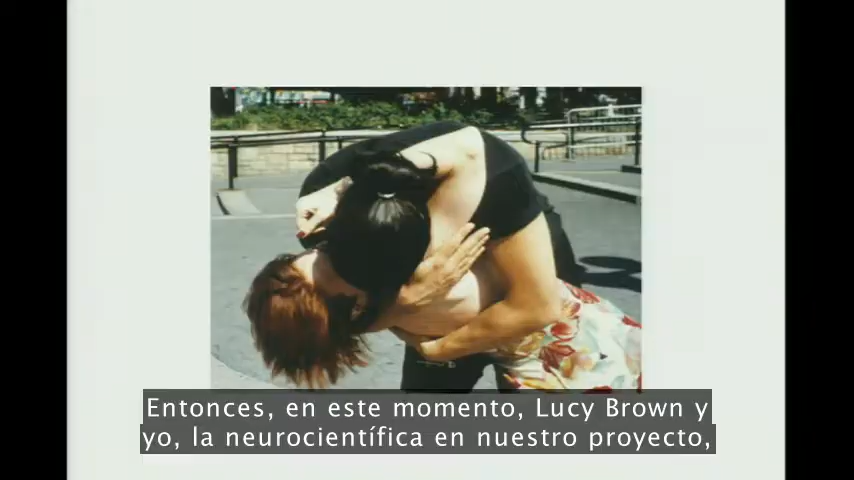 Entonces, en este momento, Lucy Brown y
yo, la neurocientífica en nuestro proyecto,